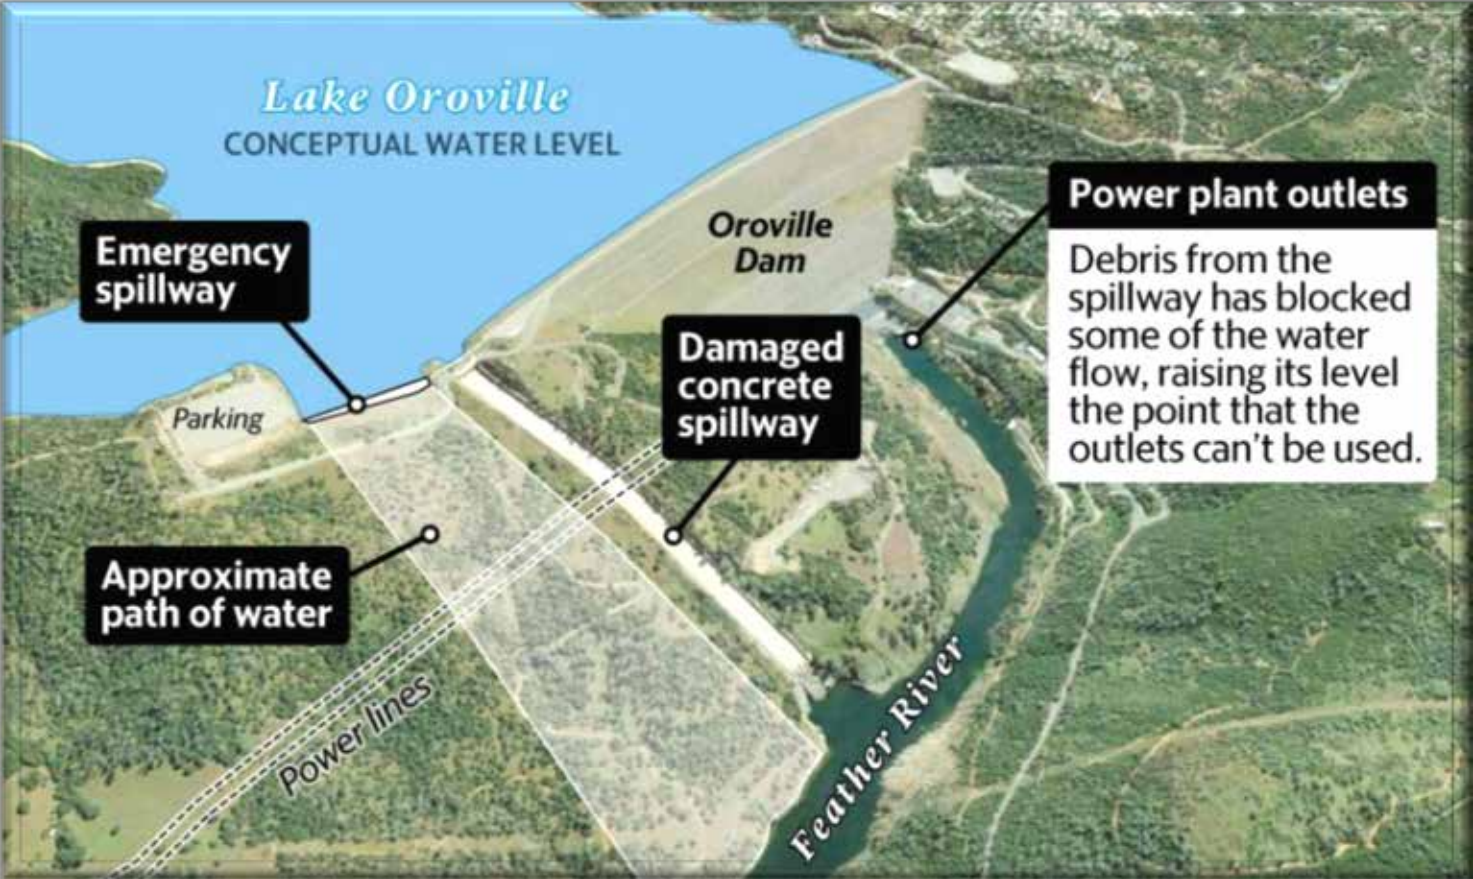 Lake Oroville
CONCEPTUAL WATER LEVEL
Emergency
spillway
Oroville
Dam
Power plant outlets
Debris from the
spillway has blocked
some of the water
flow, raising its level
the point that the
outlets can't be used.
Damaged
concrete
spillway
Parking
Approximate
path of water
Power lines
Feather River